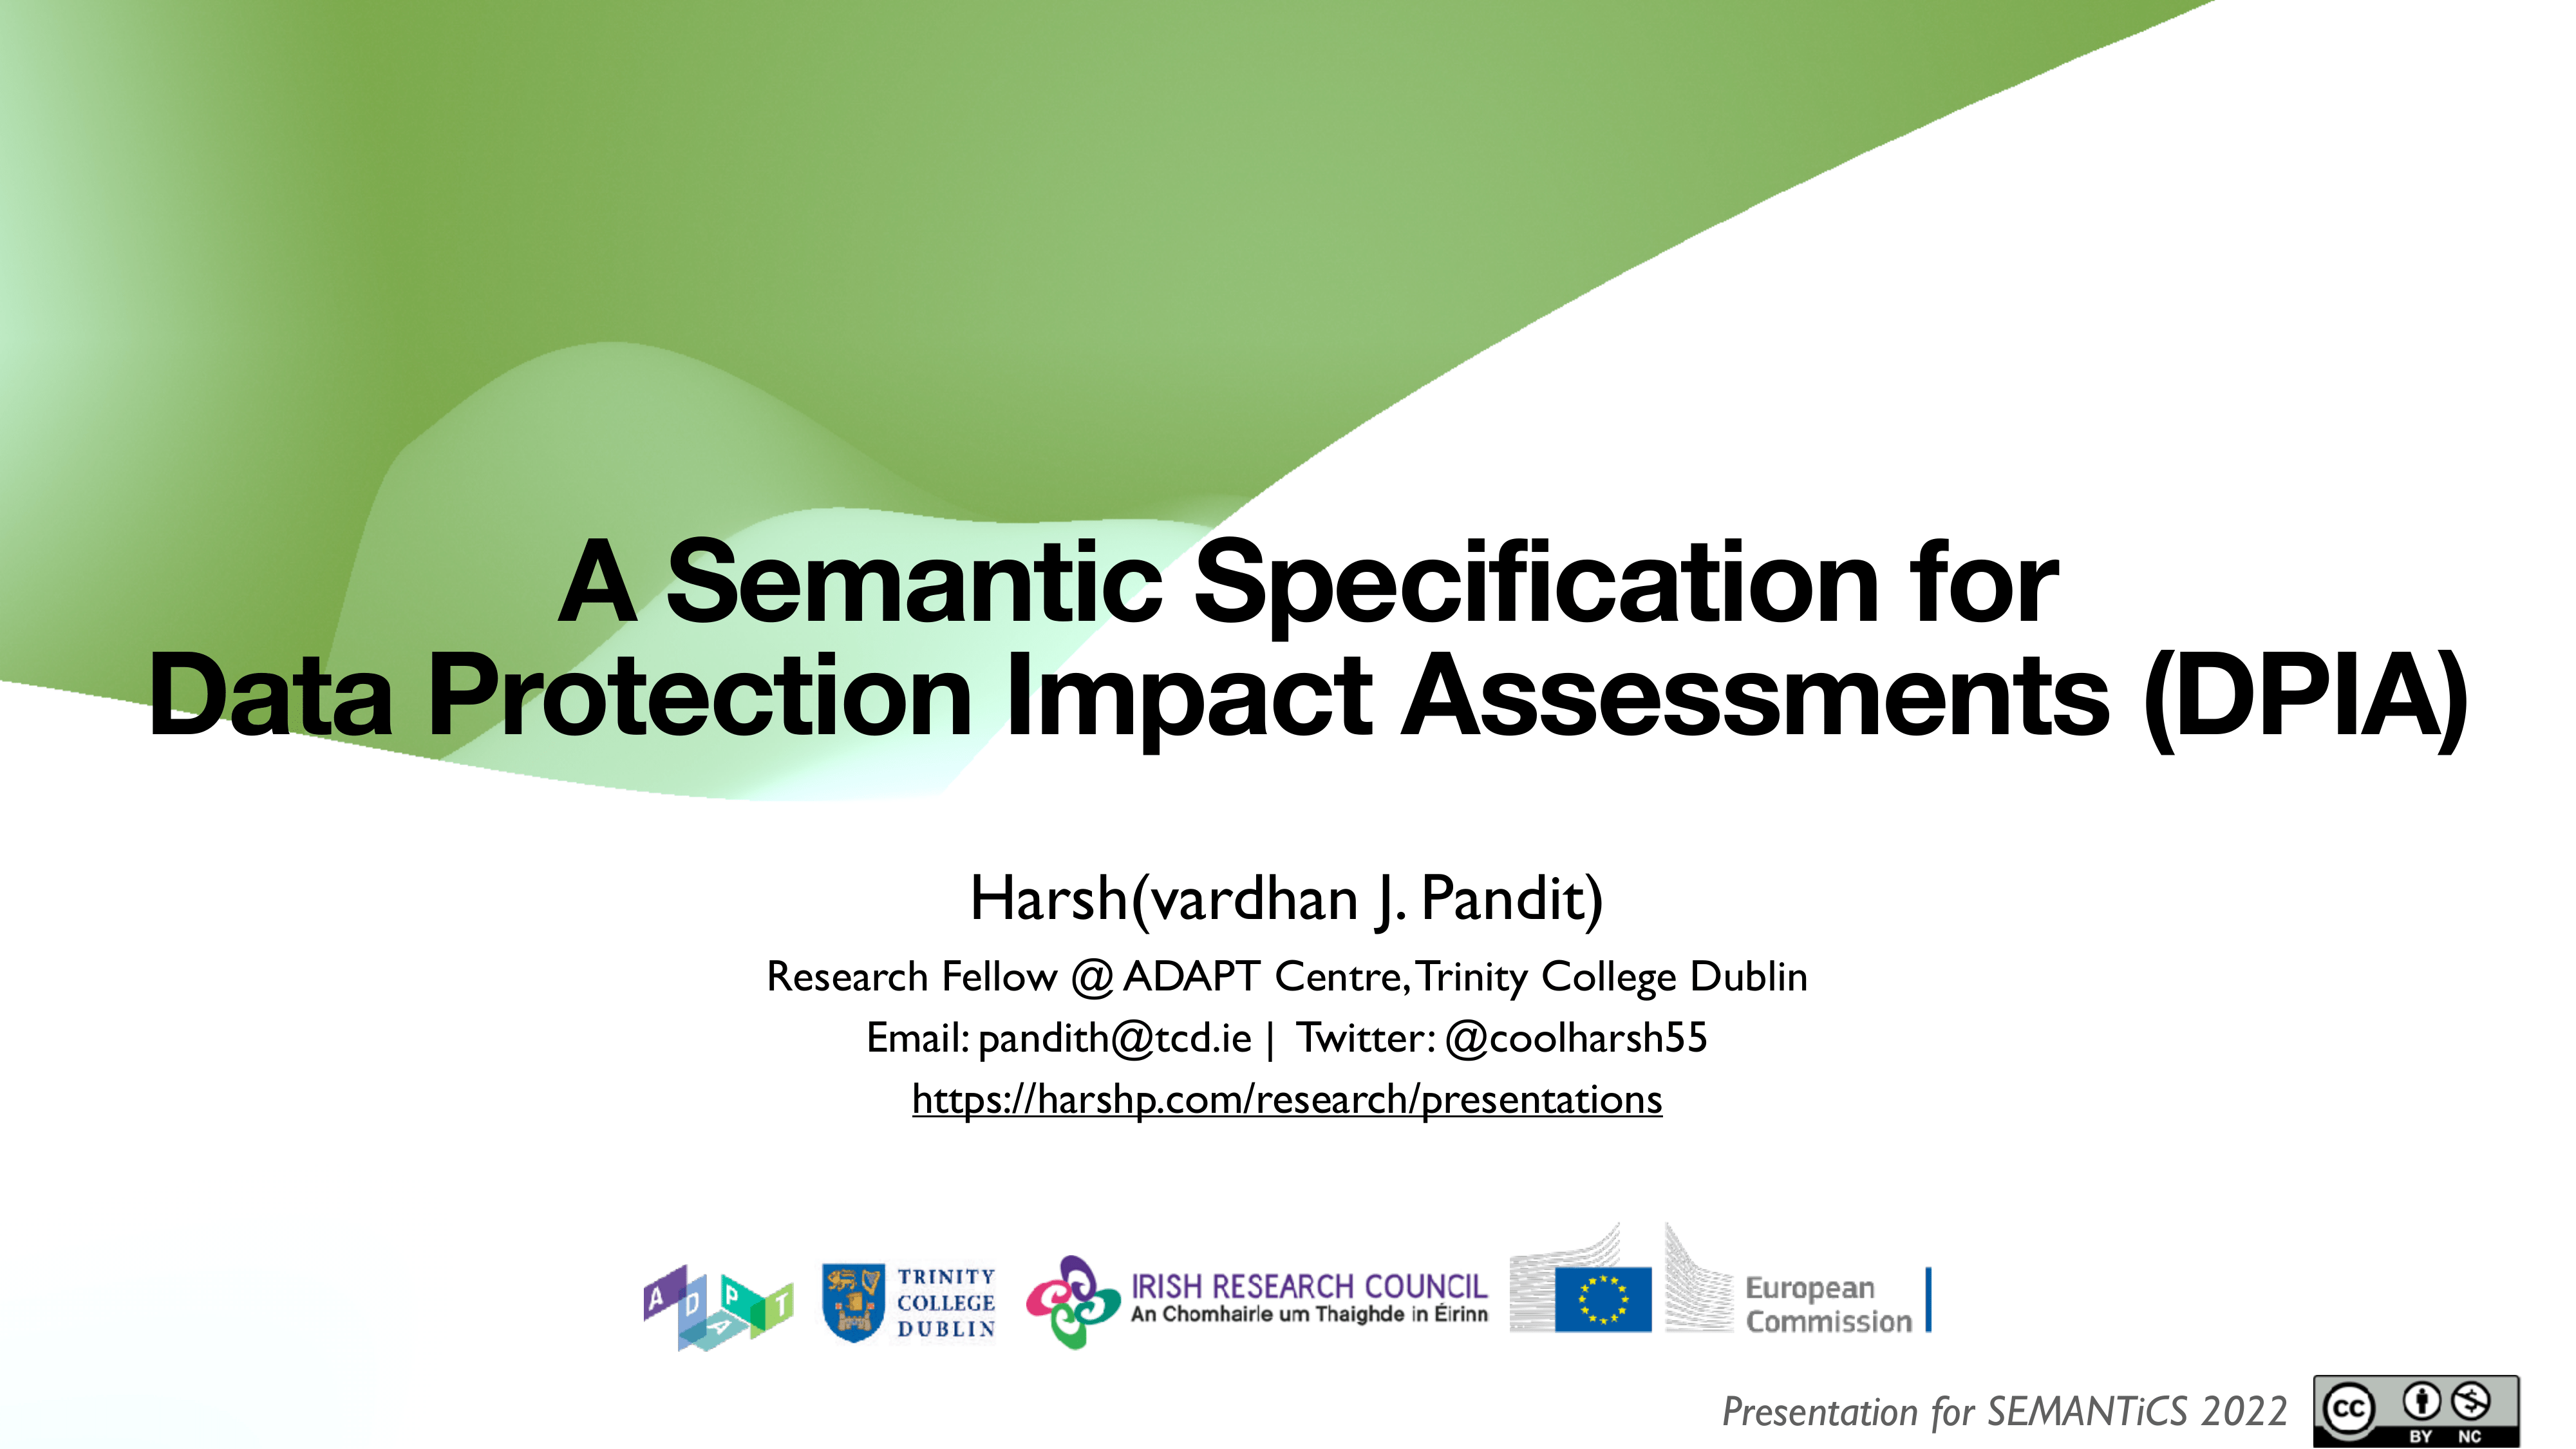 A Semantic Specification for
Data Protection Impact Assessments (DPIA)
Harsh(vardhan J. Pandit)
Research Fellow @ ADAPT Centre, Trinity College Dublin
Email: pandith@tcd.ie | Twitter: @coolharsh55
https://harshp.com/research/presentations
ADAPT
TRINITY
COLLEGE
DUBLIN
IRISH RESEARCH COUNCIL
An Chomhairle um Thaighde in Éirinn
European
Commission
Presentation for SEMANTiCS 2022
cc
BY NC